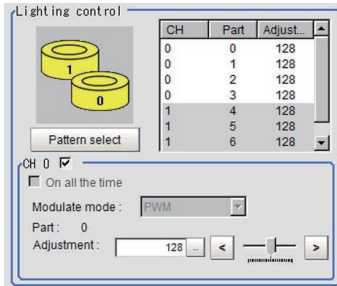 Lighting control
CH Part Adjust...
0 0 128
0 1 128
0 2 128
0 3 128
1 4 128
1 5 128
1 6 128
1
0
Pattern select
CH 0
On all the time
Modulate mode : PWM
Part : 0
Adjustment : 128 ... < >